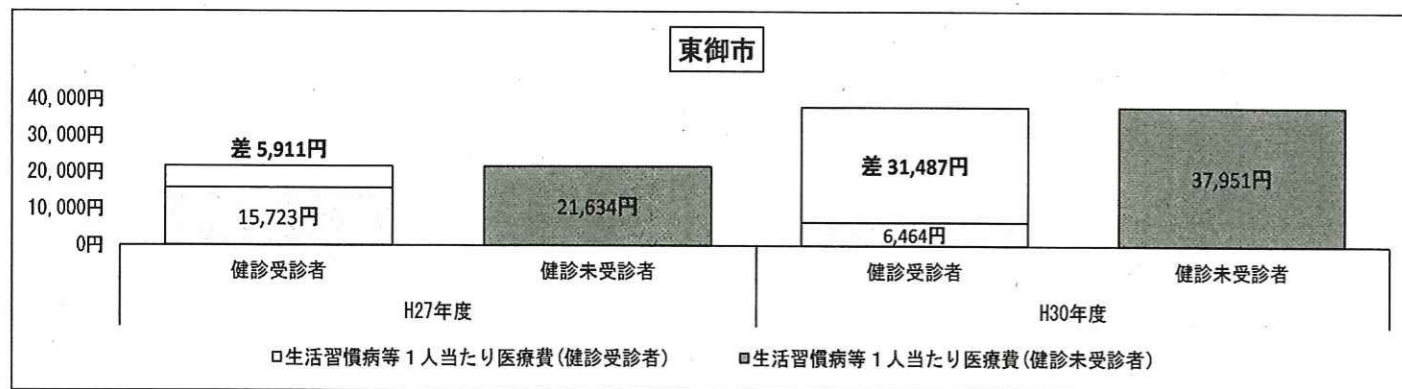 東御市
40,000円
30,000円
20,000円
10,000円
0円
差 5,911円
15,723円
21,634円
差 31,487円
6,464円
37,951円
健診受診者
健診未受診者
健診受診者
健診未受診者
H27年度
H30年度
□生活習慣病等1人当たり医療費(健診受診者)
■生活習慣病等1人当たり医療費(健診未受診者)